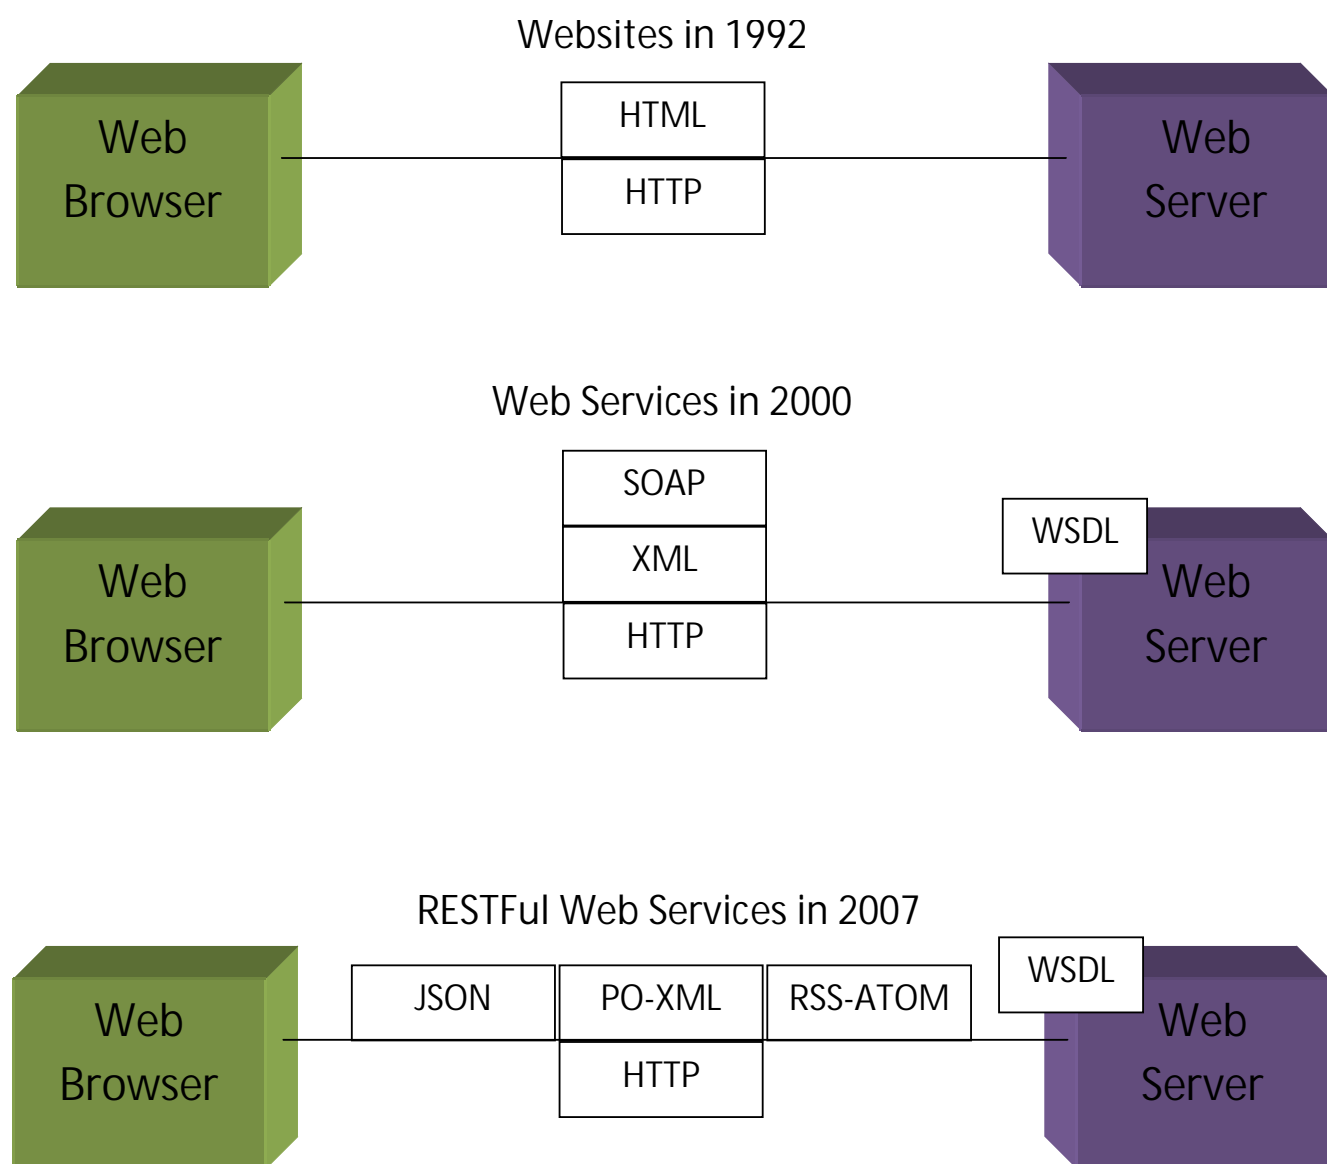 Websites in 1992
HTML
HTTP
Web
Browser
Web
Server
Web Services in 2000
SOAP
XML
HTTP
WSDL
Web
Browser
Web
Server
RESTFul Web Services in 2007
JSON
PO-XML
RSS-ATOM
HTTP
WSDL
Web
Browser
Web
Server